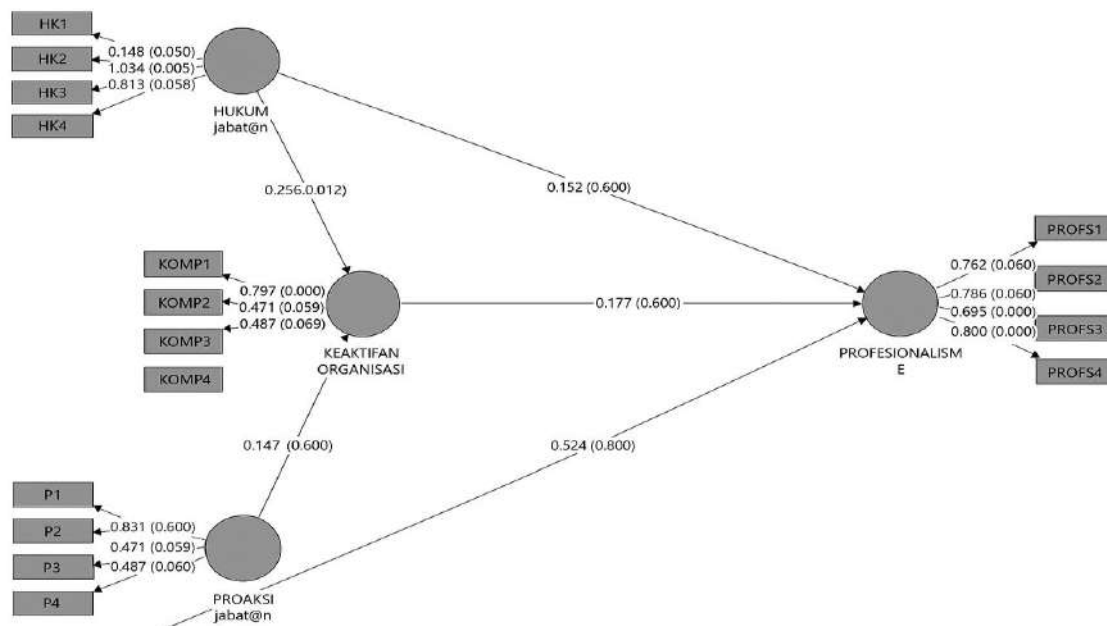 HK1
HK2
HK3
HK4
0.148 (0.050)
1.034 (0.005)
0.813 (0.058)
HUKUM
jabat@n
0.256.0.012)
0.152 (0.600)
KOMP1
KOMP2
KOMP3
KOMP4
0.797 (0.000)
0.471 (0.059)
0.487 (0.069)
KEAKTIFAN
ORGANISASI
0.177 (0.600)
PROFS1
PROFS2
PROFS3
PROFS4
0.762 (0.060)
0.786 (0.060)
0.695 (0.000)
0.800 (0.000)
PROFESIONALISM
E
0.147 (0.600)
0.524 (0.800)
P1
P2
P3
P4
0.831 (0.600)
0.471 (0.059)
0.487 (0.060)
PROAKSI
jabat@n